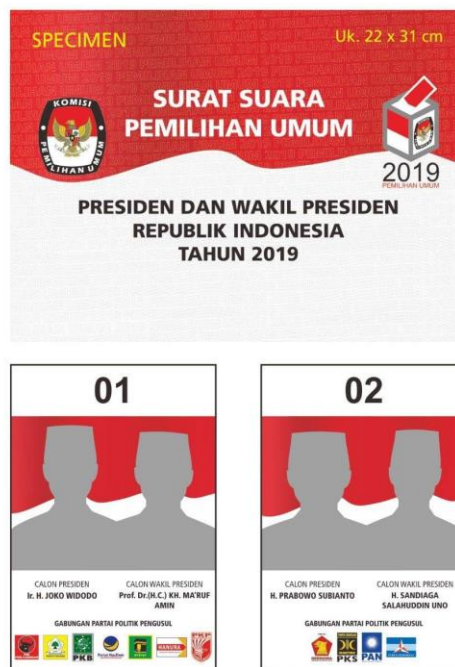 SPECIMEN
Uk. 22 x 31 cm
KOMISI
PEMILIHAN UMUM
SURAT SUARA
PEMILIHAN UMUM
2019
PEMILIHAN UMUM
PRESIDEN DAN WAKIL PRESIDEN
REPUBLIK INDONESIA
TAHUN 2019
01
CALON PRESIDEN
Ir. H. JOKO WIDODO
CALON WAKIL PRESIDEN
Prof. Dr.(H.C.) KH. MA'RUF
AMIN
GABUNGAN PARTAI POLITIK PENGUSUL
PKB
HANURA
PKP
02
CALON PRESIDEN
H. PRABOWO SUBIANTO
CALON WAKIL PRESIDEN
H. SANDIAGA
SALAHUDDIN UNO
GABUNGAN PARTAI POLITIK PENGUSUL
PKS
PAN